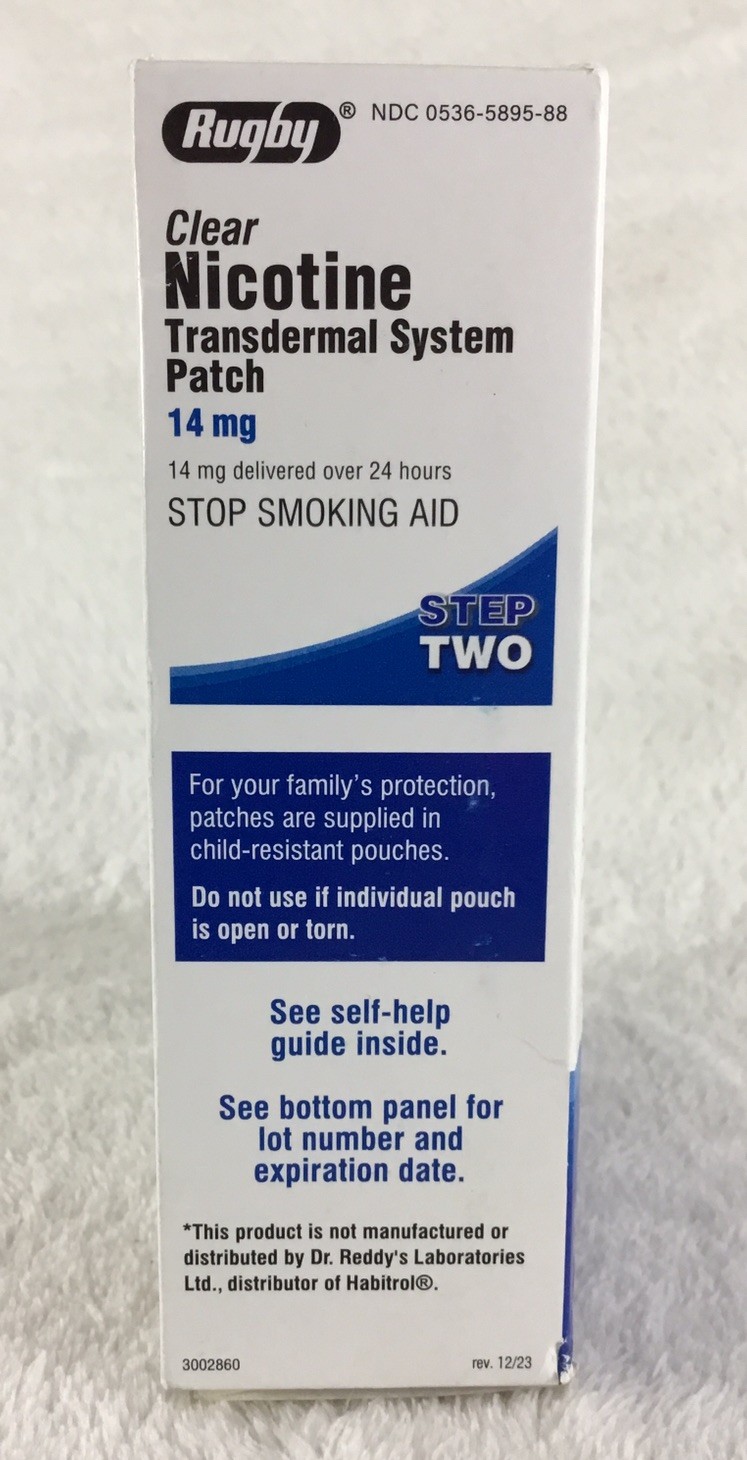 Rugby® NDC 0536-5895-88
Clear
Nicotine
Transdermal System
Patch
14 mg
14 mg delivered over 24 hours
STOP SMOKING AID
STEP
TWO
For your family's protection,
patches are supplied in
child-resistant pouches.
Do not use if individual pouch
is open or torn.
See self-help
guide inside.
See bottom panel for
lot number and
expiration date.
*This product is not manufactured or
distributed by Dr. Reddy's Laboratories
Ltd., distributor of Habitrol®.
3002860 rev. 12/23